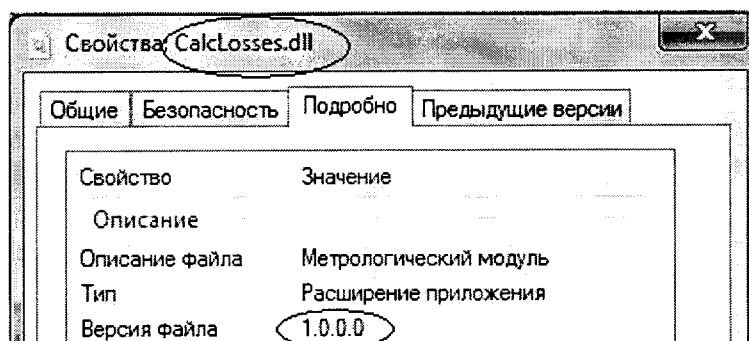 Свойства: CalcLosses.dll
Общие Безопасность Подробно Предыдущие версии
Свойство Значение
Описание
Описание файла Метрологический модуль
Тип Расширение приложения
Версия файла 1.0.0.0